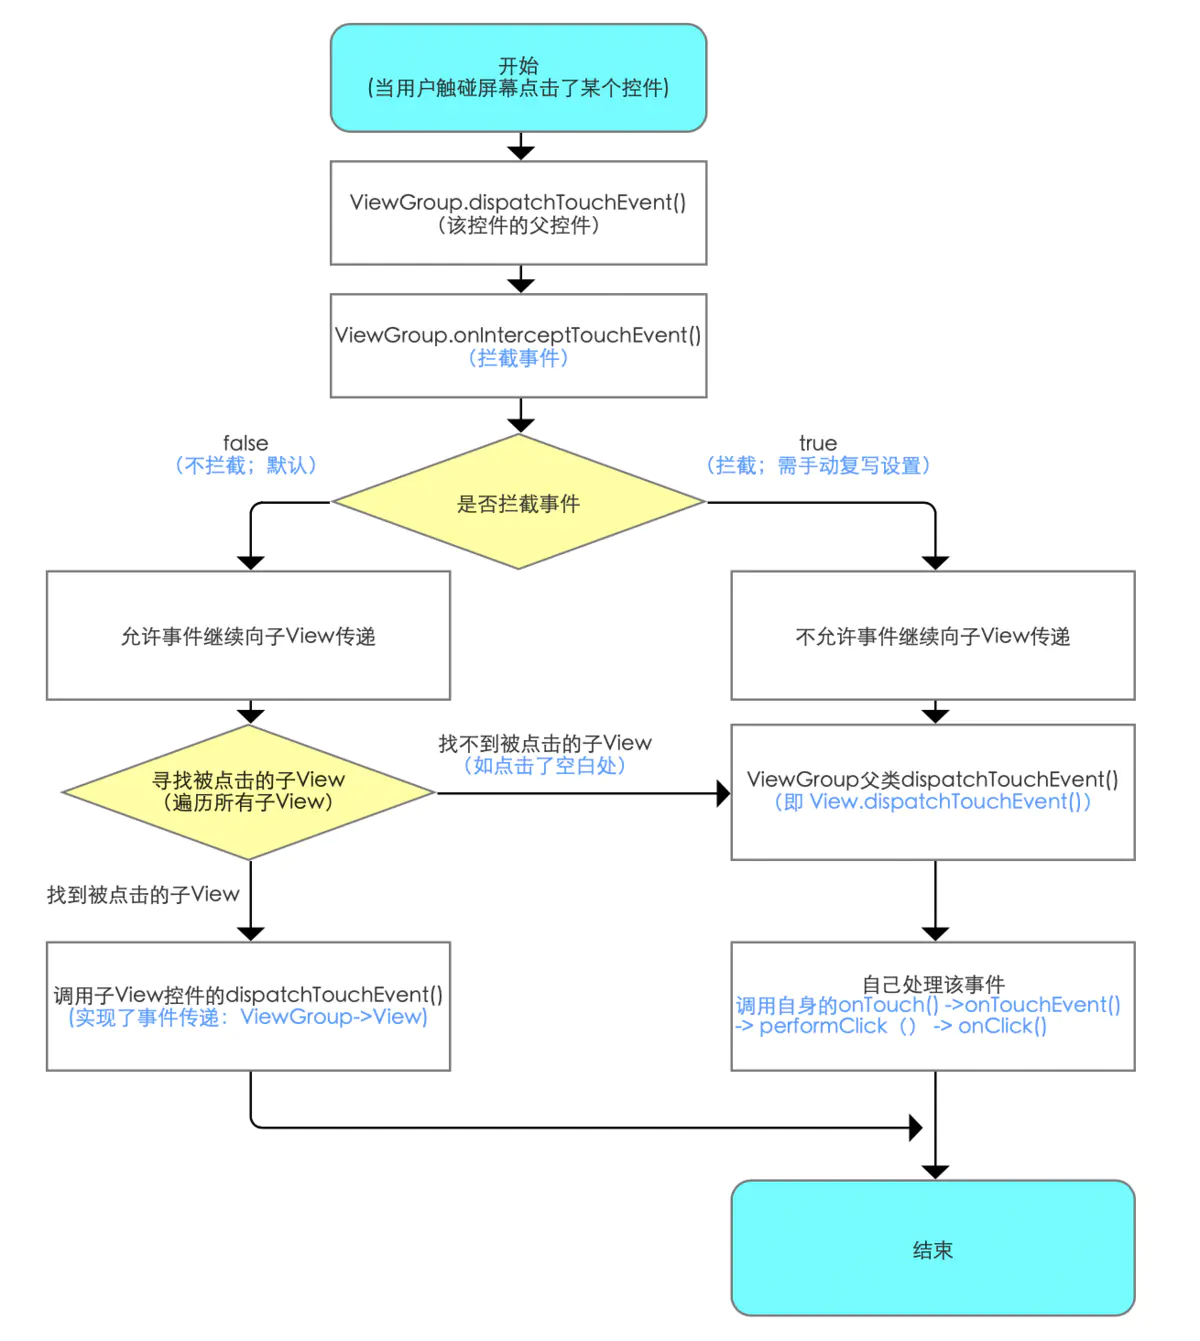 开始
(当用户触碰屏幕点击了某个控件)
ViewGroup.dispatchTouchEvent()
（该控件的父控件）
ViewGroup.onInterceptTouchEvent()
（拦截事件）
false
（不拦截；默认）
true
（拦截；需手动复写设置）
是否拦截事件
允许事件继续向子View传递
不允许事件继续向子View传递
寻找被点击的子View
（遍历所有子View）
找不到被点击的子View
（如点击了空白处）
ViewGroup父类dispatchTouchEvent()
（即 View.dispatchTouchEvent()）
找到被点击的子View
调用子View控件的dispatchTouchEvent()
(实现了事件传递：ViewGroup->View)
自己处理该事件
调用自身的onTouch() ->onTouchEvent()
-> performClick（） -> onClick()
结束